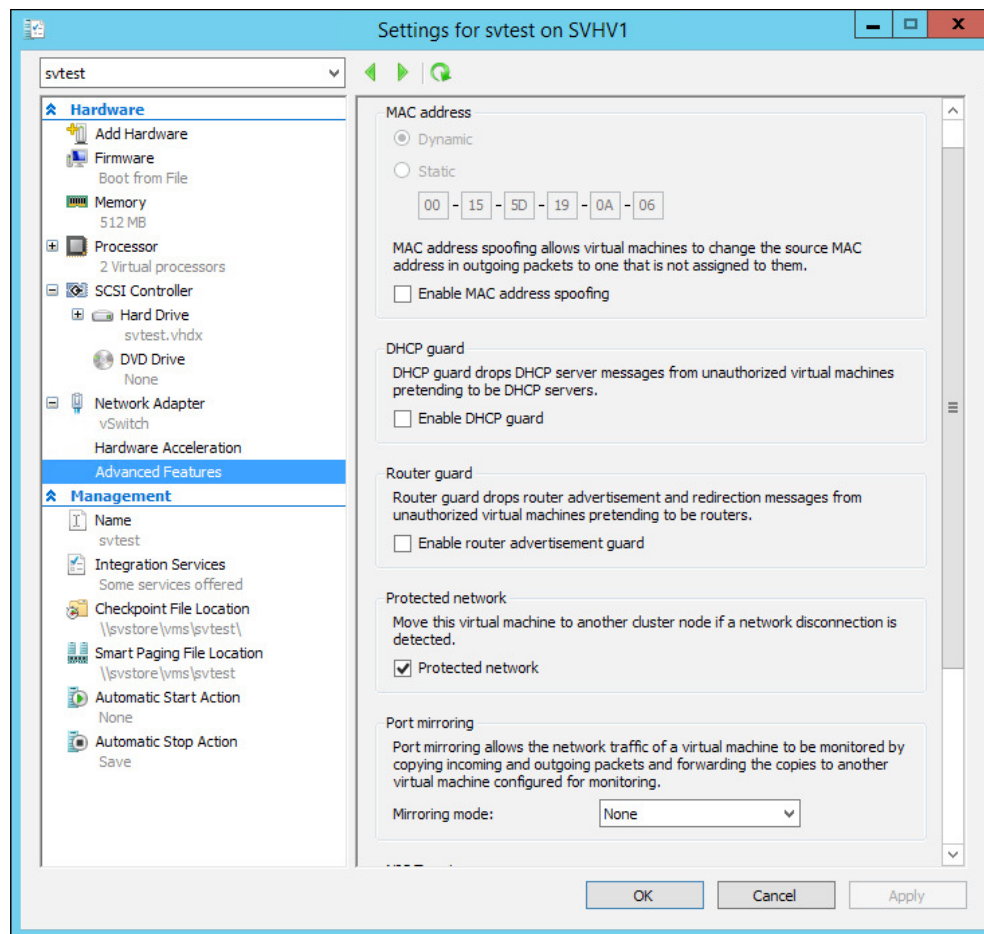 Settings for svtest on SVHV1
x
svtest
Hardware
Add Hardware
Firmware
Boot from File
Memory
512 MB
Processor
2 Virtual processors
SCSI Controller
Hard Drive
svtest.vhdx
DVD Drive
None
Network Adapter
vSwitch
Hardware Acceleration
Advanced Features
Management
Name
svtest
Integration Services
Some services offered
Checkpoint File Location
\\svstore\vms\svtest\
Smart Paging File Location
\\svstore\vms\svtest
Automatic Start Action
None
Automatic Stop Action
Save
MAC address
Dynamic
Static
00 - 15 - 5D - 19 - 0A - 06
MAC address spoofing allows virtual machines to change the source MAC
address in outgoing packets to one that is not assigned to them.
Enable MAC address spoofing
DHCP guard
DHCP guard drops DHCP server messages from unauthorized virtual machines
pretending to be DHCP servers.
Enable DHCP guard
Router guard
Router guard drops router advertisement and redirection messages from
unauthorized virtual machines pretending to be routers.
Enable router advertisement guard
Protected network
Move this virtual machine to another cluster node if a network disconnection is
detected.
Protected network
Port mirroring
Port mirroring allows the network traffic of a virtual machine to be monitored by
copying incoming and outgoing packets and forwarding the copies to another
virtual machine configured for monitoring.
Mirroring mode: None
OK Cancel Apply